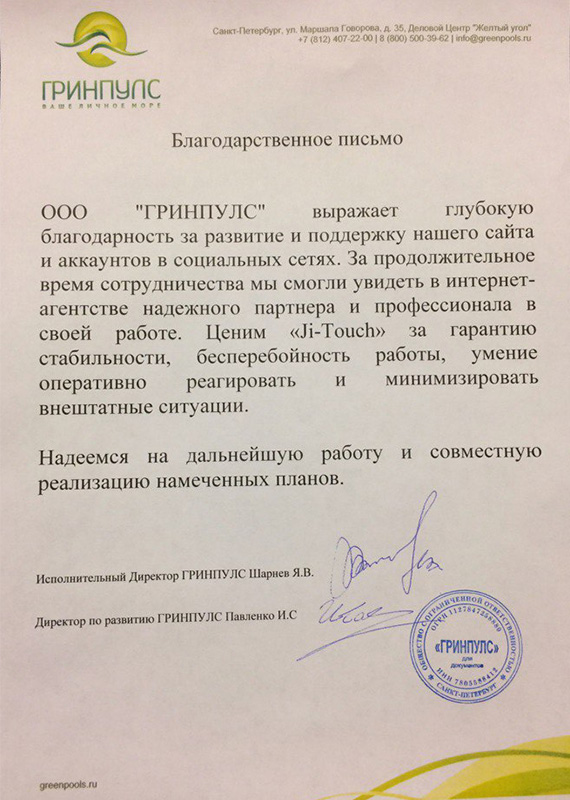 Санкт-Петербург, ул. Маршала Говорова, д. 35, Деловой Центр "Желтый угол"
+7 (812) 407-22-00 | 8 (800) 500-39-62 | info@greenpools.ru
ГРИНПУЛС
ВАШЕ ЛИЧНОЕ МОРЕ
Благодарственное письмо
ООО "ГРИНПУЛС" выражает глубокую
благодарность за развитие и поддержку нашего сайта
и аккаунтов в социальных сетях. За продолжительное
время сотрудничества мы смогли увидеть в интернет-
агентстве надежного партнера и профессионала в
своей работе. Ценим «Ji-Touch» за гарантию
стабильности, бесперебойность работы, умение
оперативно реагировать и минимизировать
внештатные ситуации.
Надеемся на дальнейшую работу и совместную
реализацию намеченных планов.
Исполнительный Директор ГРИНПУЛС Шарнев Я.В.
Директор по развитию ГРИНПУЛС Павленко И.С
ОБЩЕСТВО С ОГРАНИЧЕННОЙ ОТВЕТСТВЕННОСТЬЮ
ОГРН
«ГРИНПУЛС»
для
документов
ИНН 7805588412
САНКТ-ПЕТЕРБУРГ
greenpools.ru